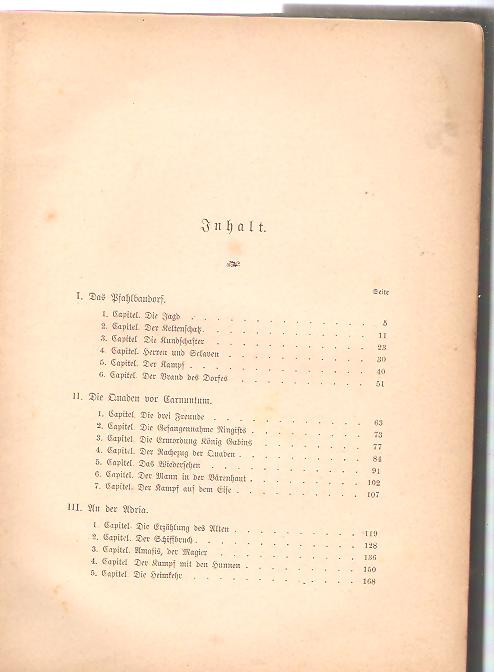 Inhalt.
Seite
I. Das Pfahlbaudorf.
1. Capitel. Die Jagd . . . . . . . . . . . . . . 5
2. Capitel. Der Keltenschatz. . . . . . . . . . . . . 11
3. Capitel Die Kundschafter . . . . . . . . . . . . 23
4. Capitel. Herren und Sclaven . . . . . . . . . . . 30
5. Capitel. Der Kampf . . . . . . . . . . . . . . 40
6. Capitel. Der Brand des Dorfes . . . . . . . . . . 51
II. Die Quaden vor Carnuntum.
1. Capitel. Die drei Freunde . . . . . . . . . . . . 63
2. Capitel. Die Gefangennahme Ringifts . . . . . . . . . 73
3. Capitel. Die Ermordung König Gabins . . . . . . . . 77
4. Capitel. Der Rachezug der Quaden . . . . . . . . . 84
5. Capitel. Das Wiedersehen . . . . . . . . . . . . 91
6. Capitel. Der Mann in der Bärenhaut . . . . . . . . . 102
7. Capitel. Der Kampf auf dem Eise . . . . . . . . . . 107
III. An der Adria.
1. Capitel. Die Erzählung des Alten . . . . . . . . . . 119
2. Capitel. Der Schiffbruch . . . . . . . . . . . . . 128
3. Capitel. Amasis, der Magier . . . . . . . . . . . 136
4. Capitel. Der Kampf mit den Hunnen . . . . . . . . . 150
5. Capitel. Die Heimkehr . . . . . . . . . . . . . 168